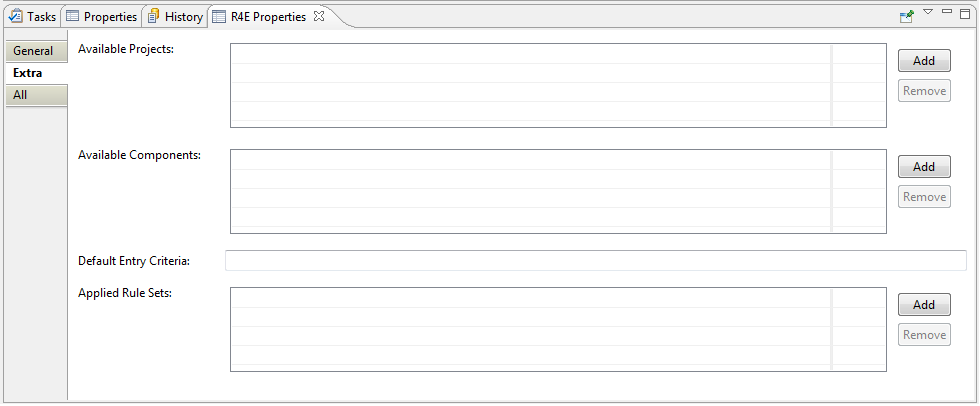 Tasks Properties History R4E Properties
General
Extra
All
Available Projects:
Add
Remove
Available Components:
Add
Remove
Default Entry Criteria:
Applied Rule Sets:
Add
Remove